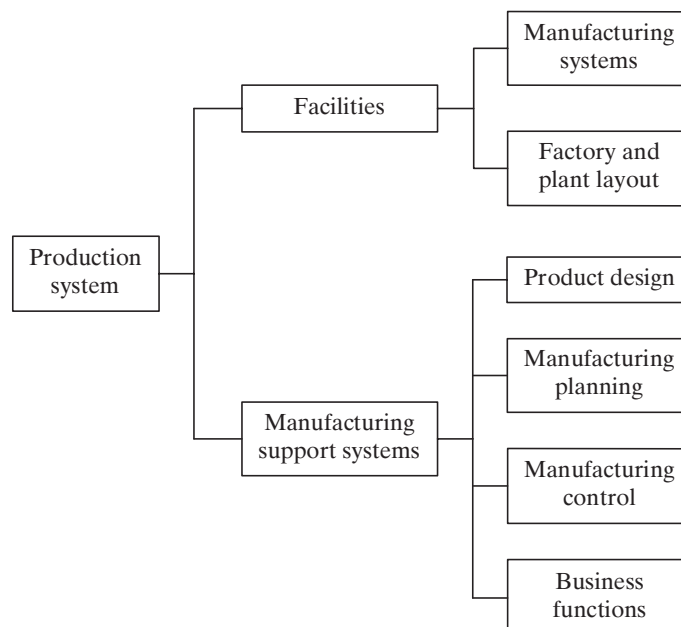 Manufacturing
systems
Facilities
Factory and
plant layout
Production
system
Product design
Manufacturing
planning
Manufacturing
support systems
Manufacturing
control
Business
functions